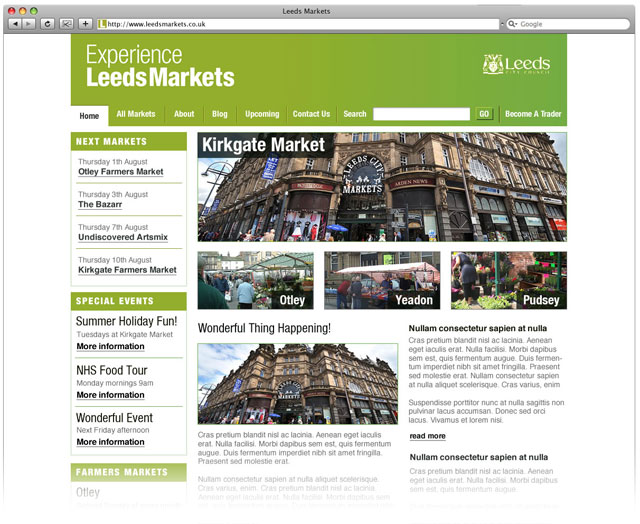 Leeds Markets
http://www.leedsmarkets.co.uk
Google
Experience
Leeds Markets
Leeds
CITY COUNCIL
Home
All Markets
About
Blog
Upcoming
Contact Us
Search
GO
Become A Trader
NEXT MARKETS
Thursday 1th August
Otley Farmers Market
Thursday 3th August
The Bazarr
Thursday 7th August
Undiscovered Artsmix
Thursday 10th August
Kirkgate Farmers Market
SPECIAL EVENTS
Summer Holiday Fun!
Tuesdays at Kirkgate Market
More information
NHS Food Tour
Monday mornings 9am
More information
Wonderful Event
Next Friday afternoon
More information
FARMERS MARKETS
Otley
Kirkgate Market
LEEDS CITY
MARKETS
Otley
Yeadon
Pudsey
Wonderful Thing Happening!
Cras pretium blandit nisl ac lacinia. Aenean eget iaculis
erat. Nulla facilisi. Morbi dapibus sem est, quis fermentum
augue. Duis fermentum imperdiet nibh sit amet fringilla.
Praesent sed molestie erat.
Nullam consectetur sapien at nulla aliquet scelerisque.
Cras pretium blandit nisl ac lacinia. Aenean eget iaculis
erat. Nulla facilisi. Morbi dapibus sem est, quis fermentum
Nullam consectetur sapien at nulla
Cras pretium blandit nisl ac lacinia. Aenean
eget iaculis erat. Nulla facilisi. Morbi dapibus
sem est, quis fermentum augue. Duis fermen-
tum imperdiet nibh sit amet fringilla. Praesent
sed molestie erat. Nullam consectetur sapien
at nulla aliquet scelerisque. Cras varius, enim
Suspendisse porttitor nunc at nulla sagittis non
pulvinar lacus accumsan. Donec sed orci
lacus. Vivamus et lorem nisi.
read more
Nullam consectetur sapien at nulla
Cras pretium blandit nisl ac lacinia. Aenean
eget iaculis erat. Nulla facilisi. Morbi dapibus
sem est, quis fermentum augue.